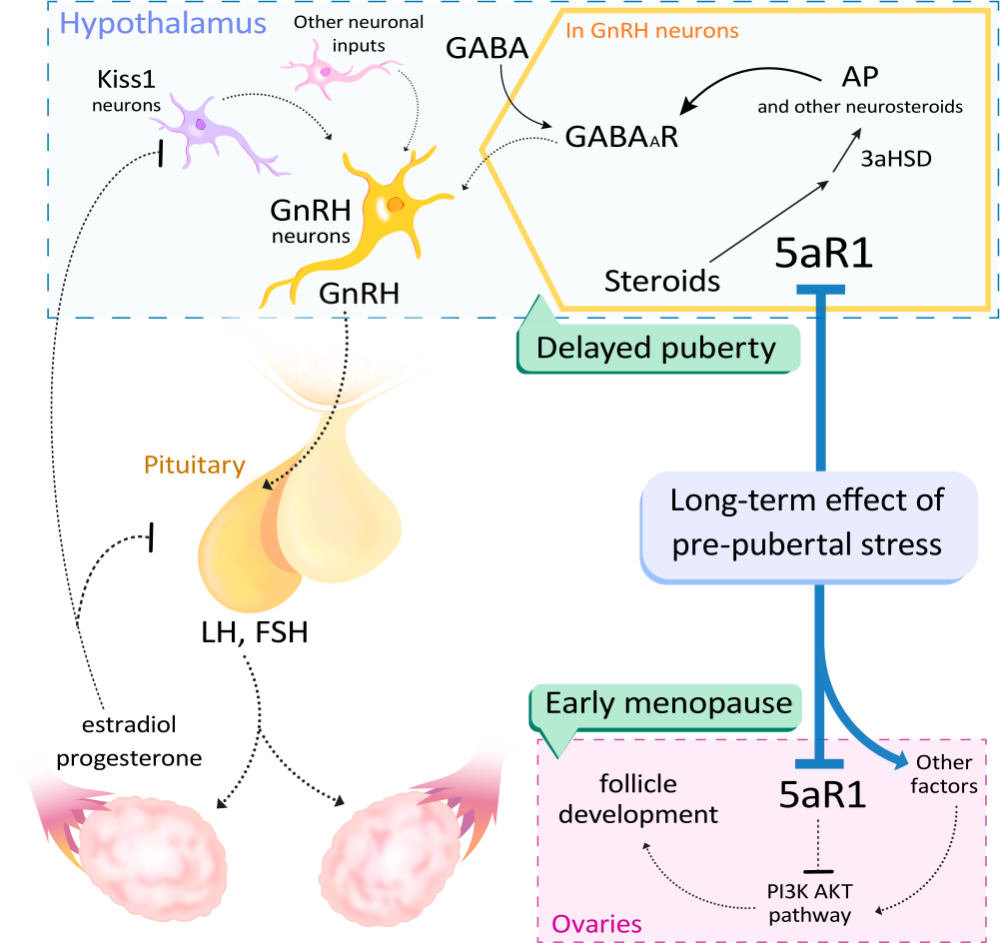 Hypothalamus
Other neuronal
inputs
Kiss1
neurons
GABA
In GnRH neurons
AP
and other neurosteroids
GABAAR
3aHSD
GnRH
neurons
GnRH
Steroids
5aR1
Delayed puberty
Pituitary
Long-term effect of
pre-pubertal stress
LH, FSH
estradiol
progesterone
Early menopause
follicle
development
5aR1
Other
factors
PI3K AKT
pathway
Ovaries